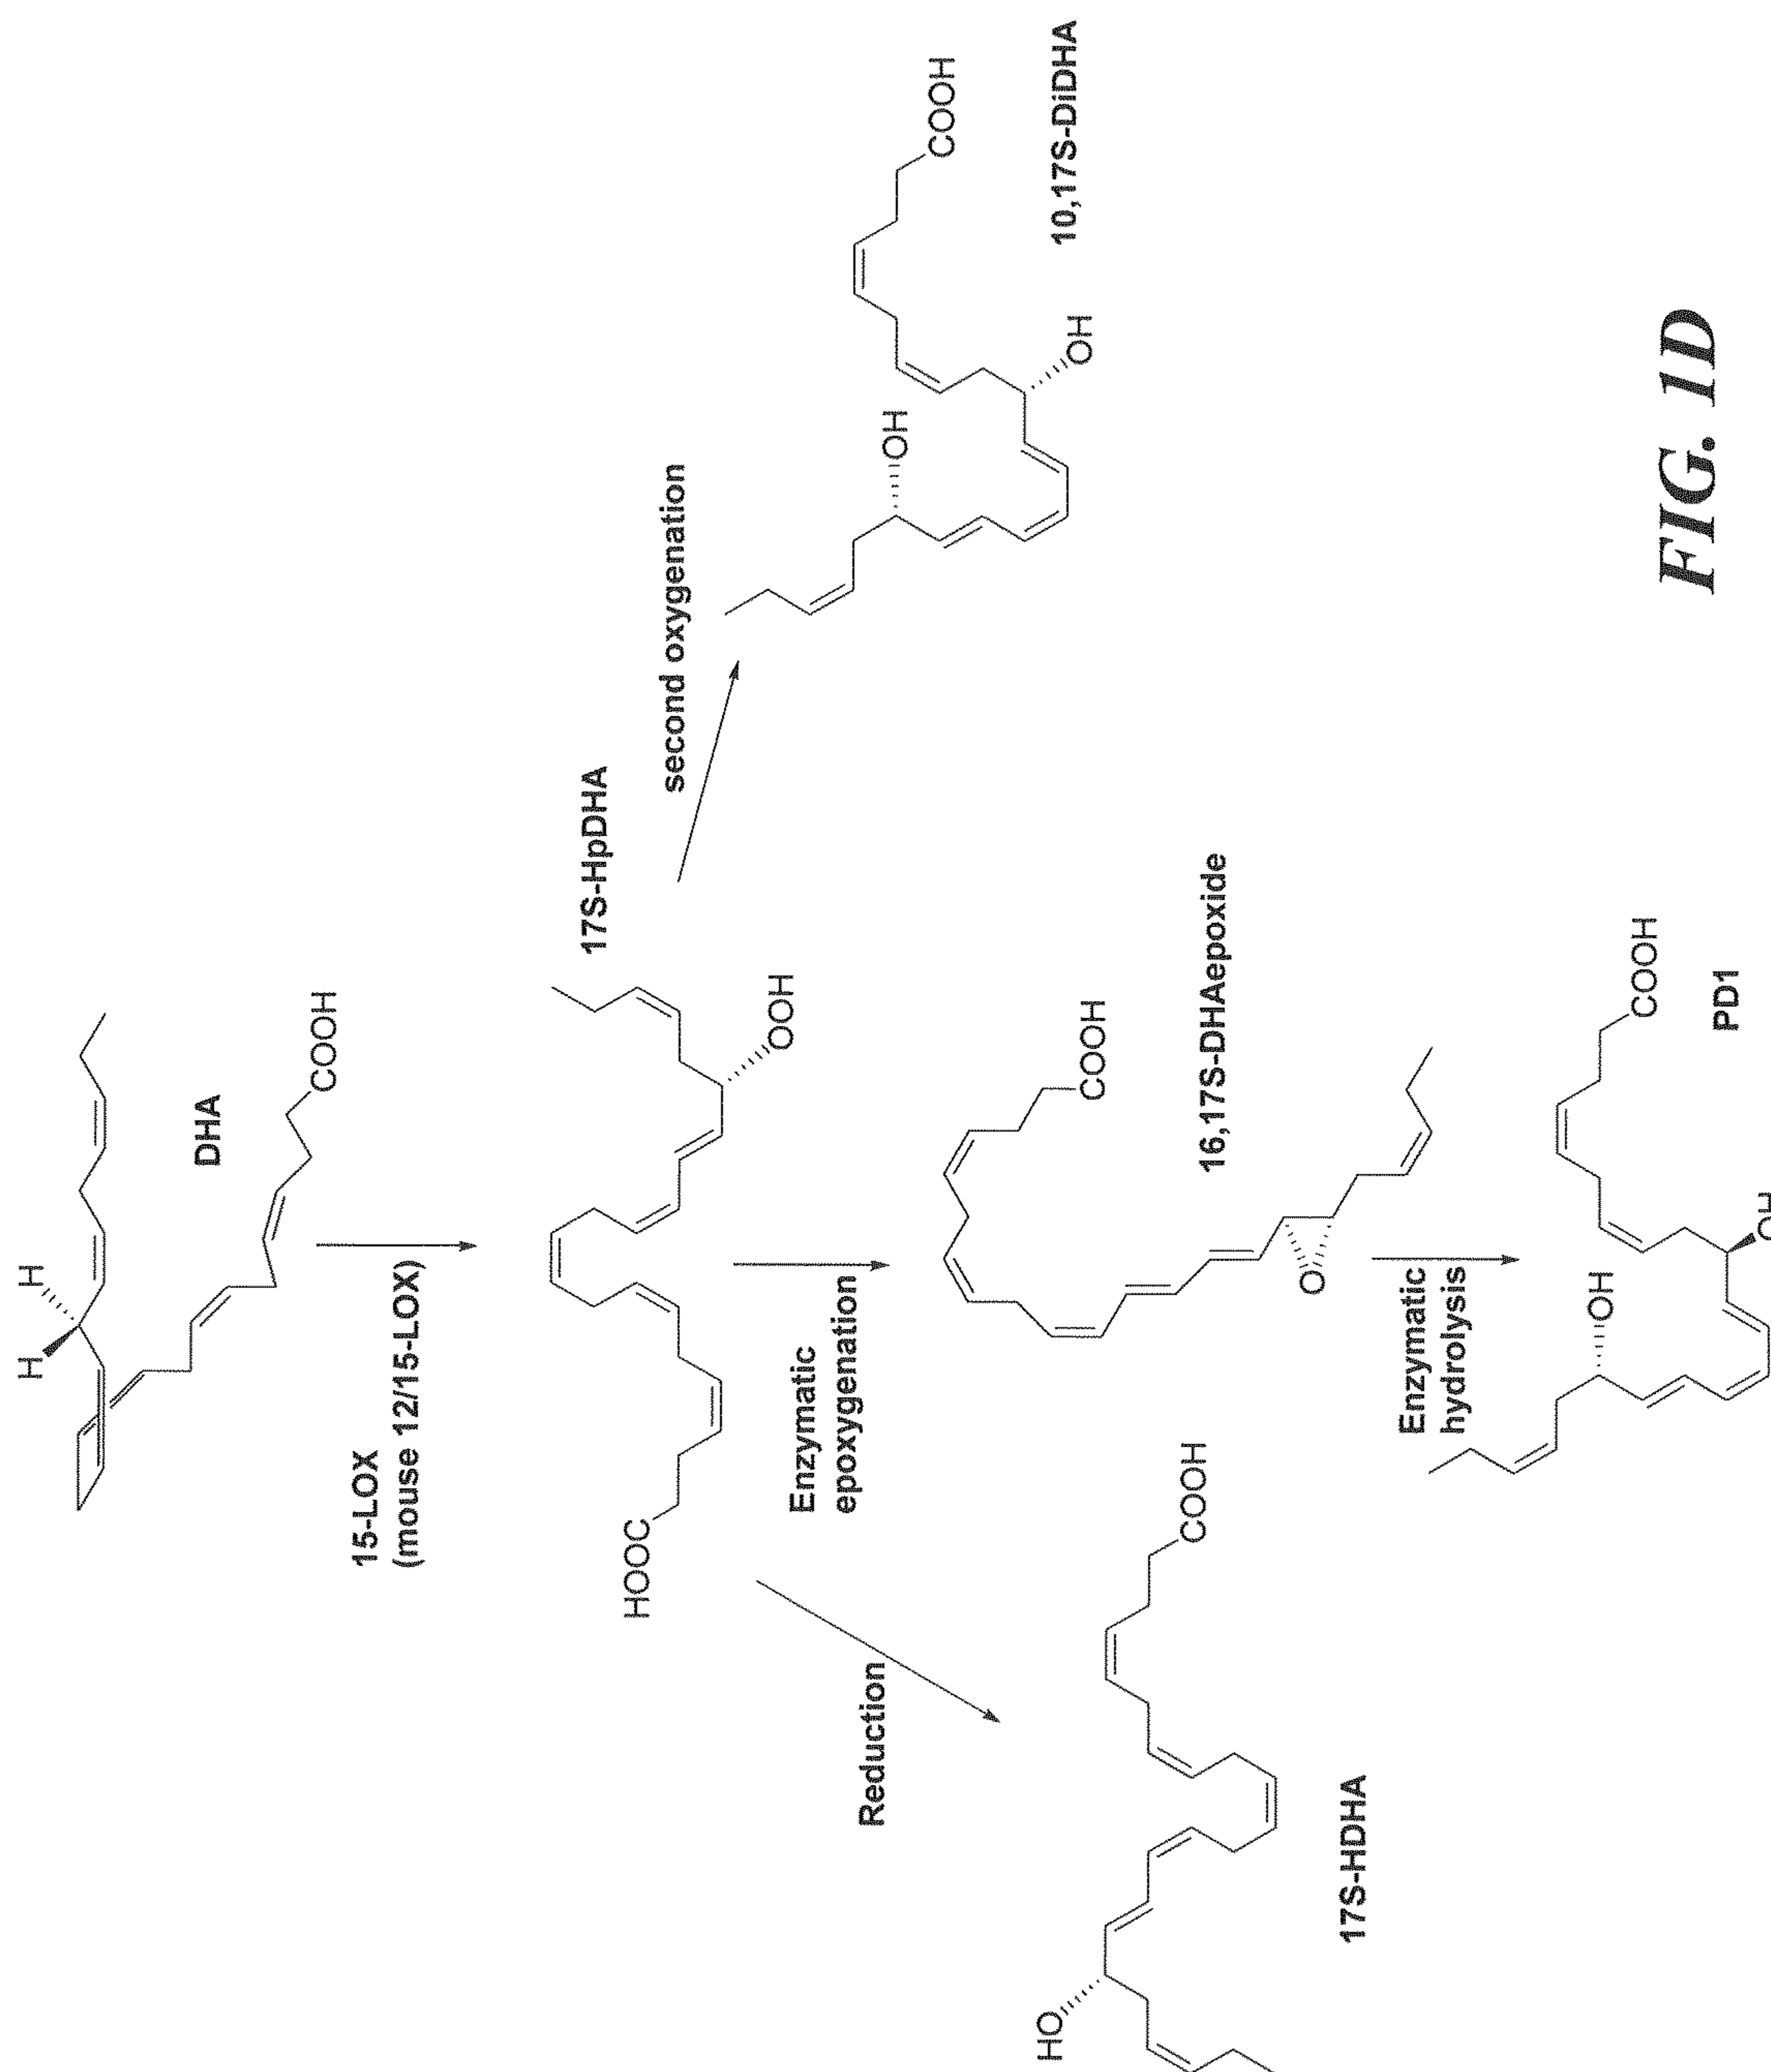 H
H
DHA
COOH
15-LOX
(mouse 12/15-LOX)
17S-HpDHA
HOOC
OOH
second oxygenation
OH
COOH
OH
10,17S-DiDHA
Enzymatic
epoxygenation
Reduction
HO
COOH
17S-HDHA
COOH
16,17S-DHAepoxide
O
Enzymatic
hydrolysis
OH
COOH
OH
PD1
FIG. 1D